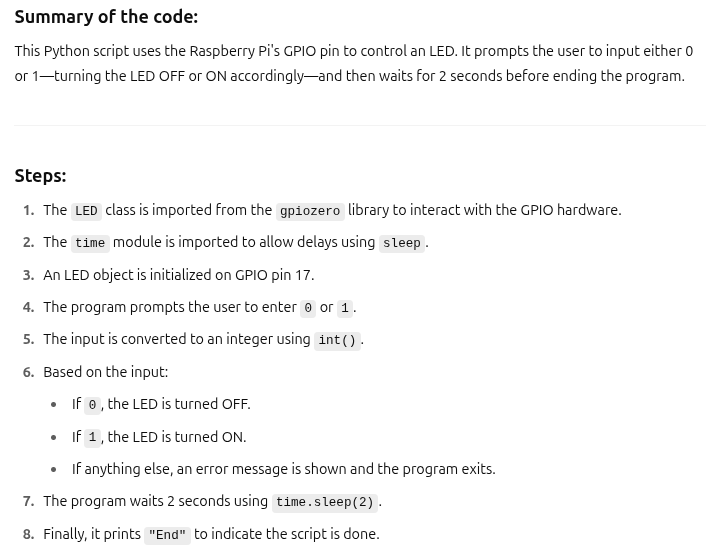 Summary of the code:
This Python script uses the Raspberry Pi's GPIO pin to control an LED. It prompts the user to input either 0
or 1—turning the LED OFF or ON accordingly—and then waits for 2 seconds before ending the program.
Steps:
1. The LED class is imported from the gpiozero library to interact with the GPIO hardware.
2. The time module is imported to allow delays using sleep.
3. An LED object is initialized on GPIO pin 17.
4. The program prompts the user to enter 0 or 1.
5. The input is converted to an integer using int().
6. Based on the input:
• If 0, the LED is turned OFF.
• If 1, the LED is turned ON.
• If anything else, an error message is shown and the program exits.
7. The program waits 2 seconds using time.sleep(2).
8. Finally, it prints "End" to indicate the script is done.